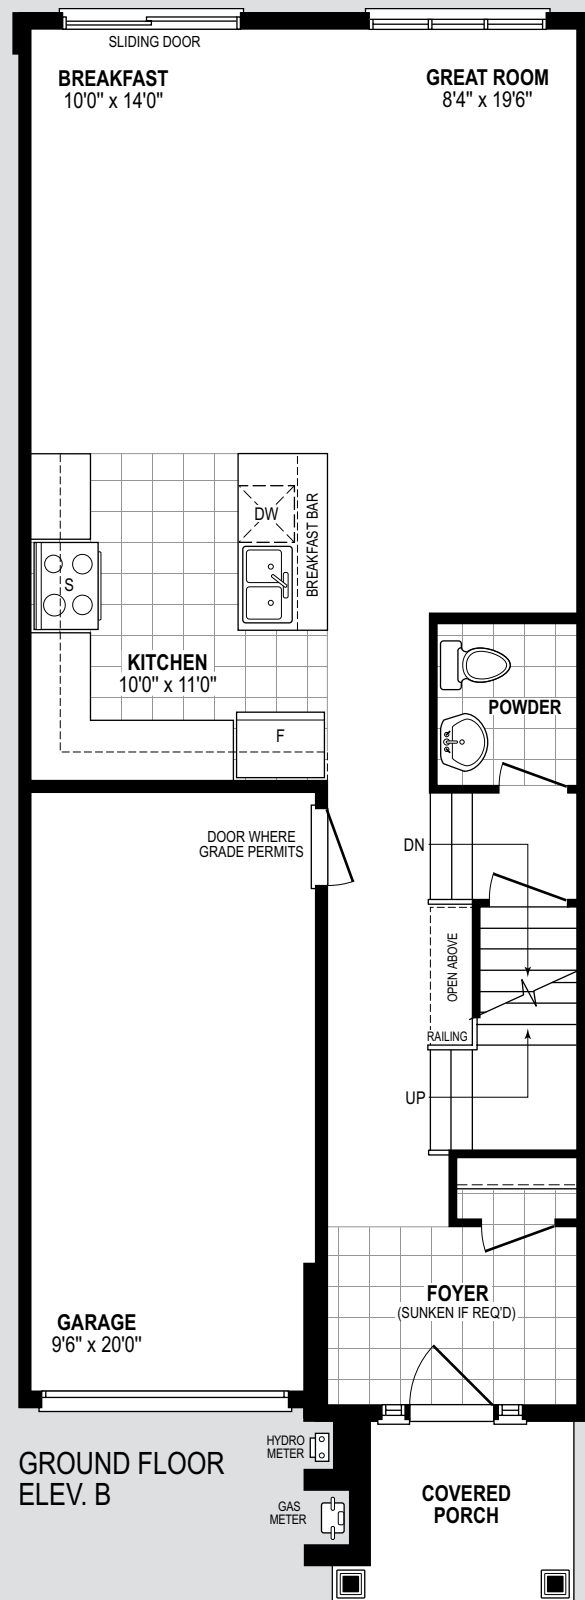 SLIDING DOOR
BREAKFAST
10'0" x 14'0"
GREAT ROOM
8'4" x 19'6"
DW
BREAKFAST BAR
S
KITCHEN
10'0" x 11'0"
F
POWDER
DOOR WHERE
GRADE PERMITS
DN
OPEN ABOVE
RAILING
UP
FOYER
(SUNKEN IF REQ'D)
GARAGE
9'6" x 20'0"
GROUND FLOOR
ELEV. B
HYDRO
METER
GAS
METER
COVERED
PORCH